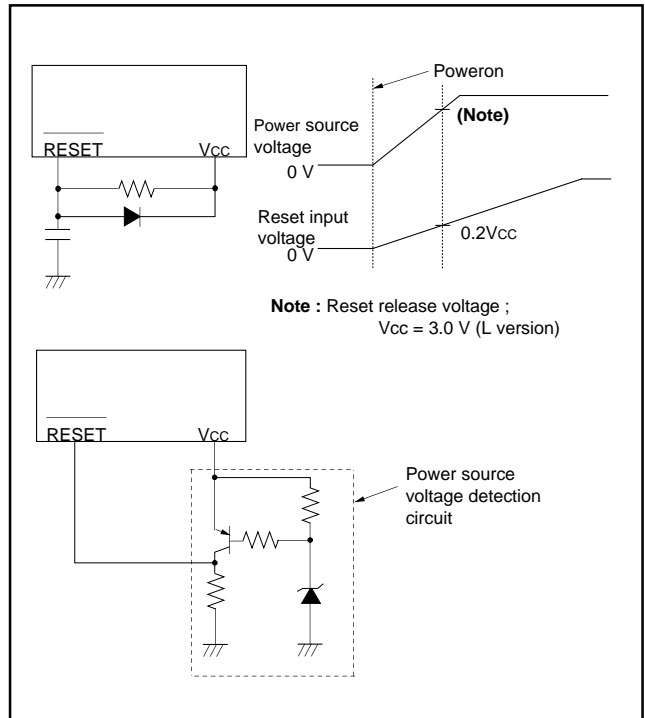 RESET
Vcc
Poweron
Power source
voltage
0 V
(Note)
Reset input
voltage
0 V
0.2Vcc
Note : Reset release voltage ;
Vcc = 3.0 V (L version)
RESET
Vcc
Power source
voltage detection
circuit